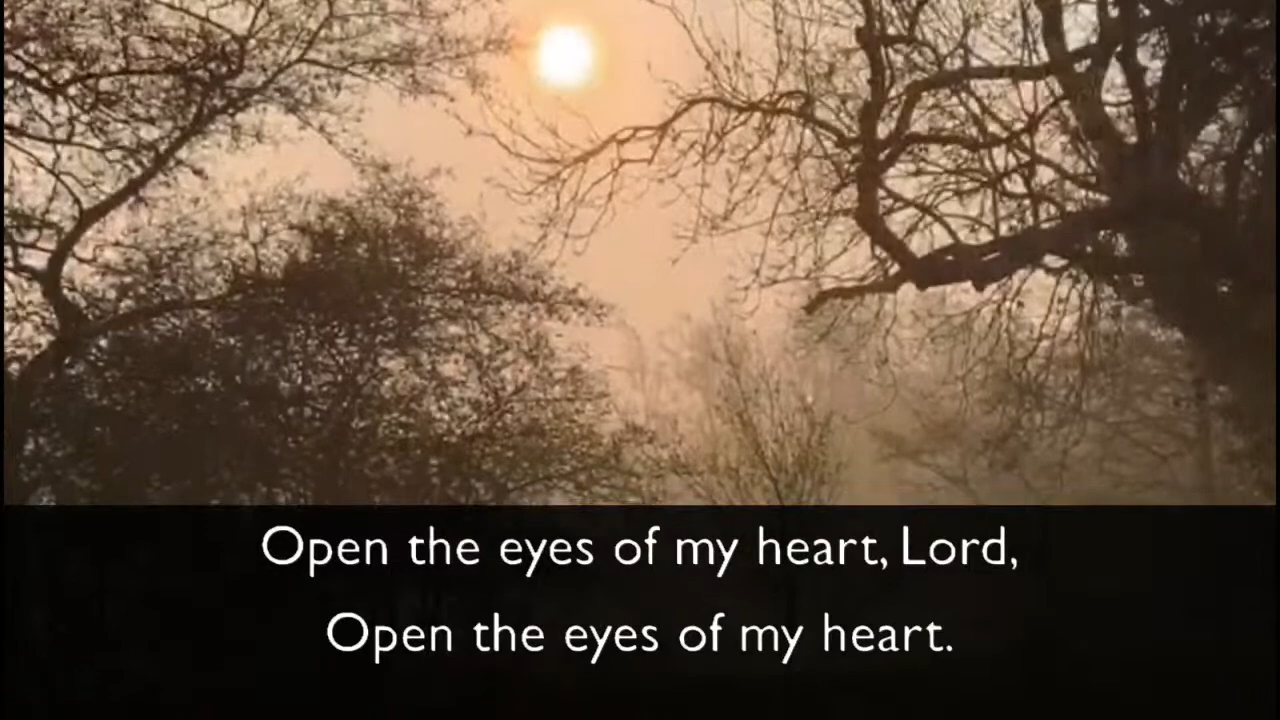 Open the eyes of my heart, Lord,
Open the eyes of my heart.